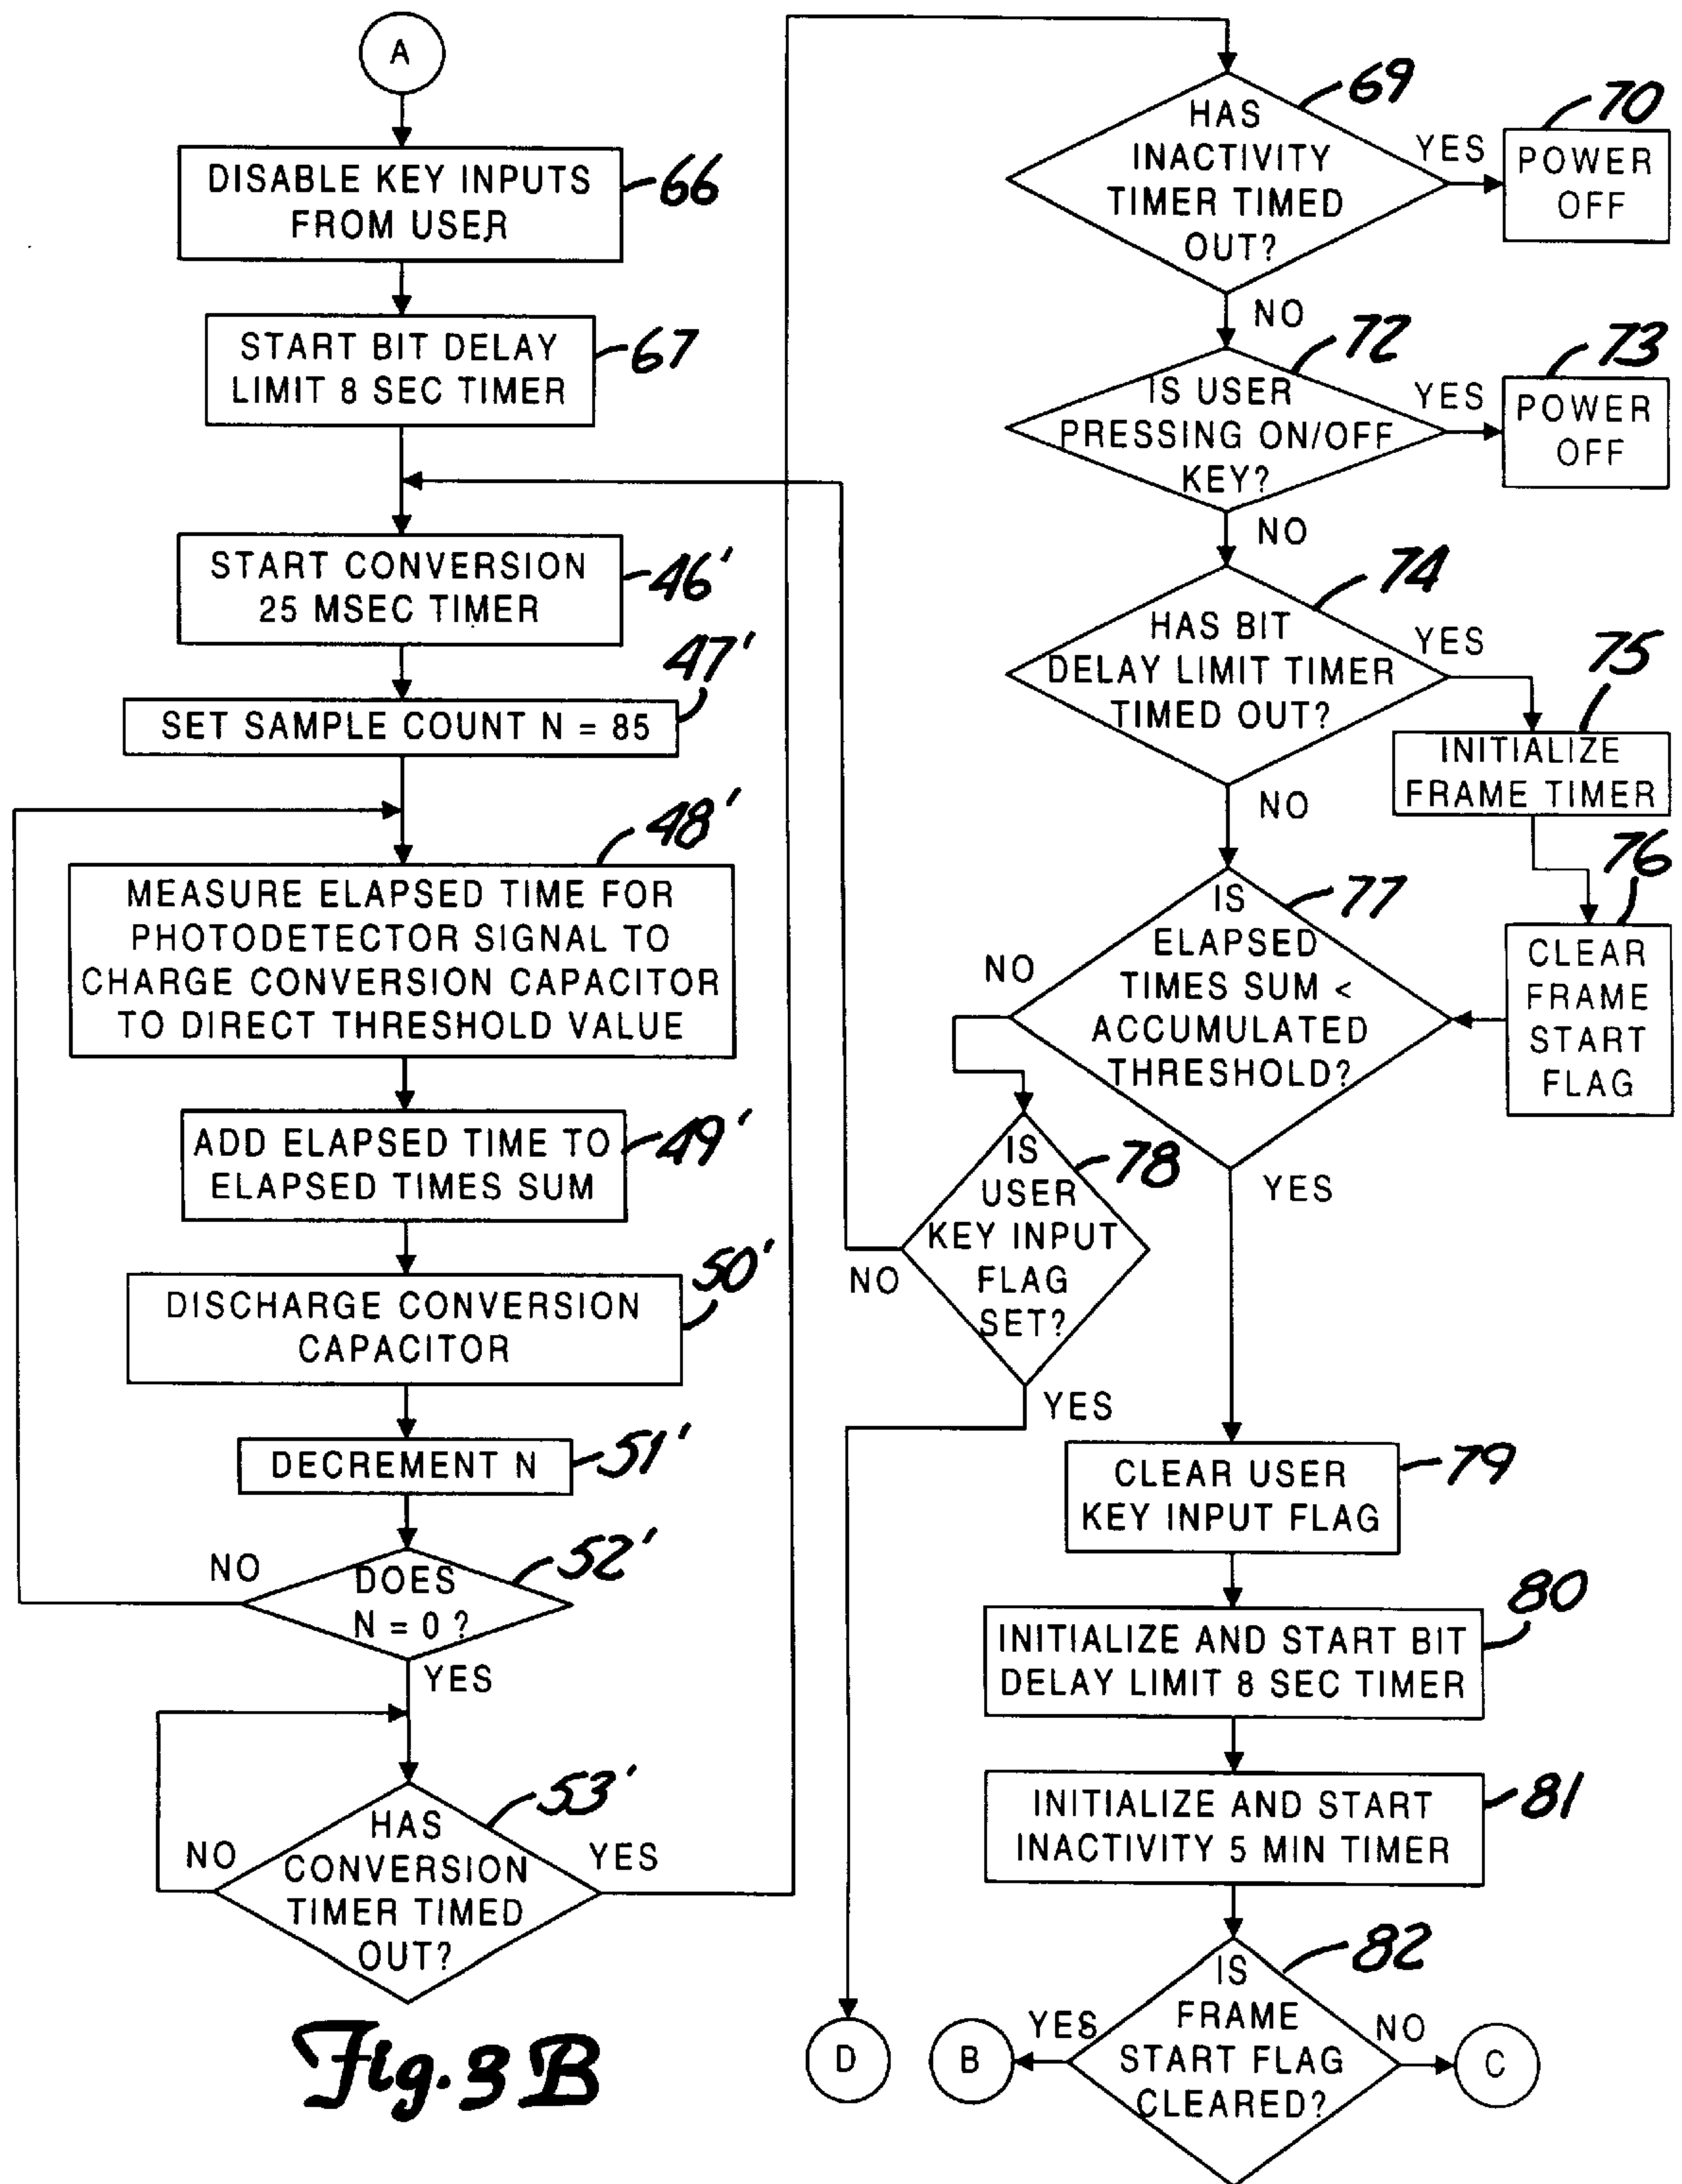 A
DISABLE KEY INPUTS
FROM USER
66
START BIT DELAY
LIMIT 8 SEC TIMER
67
START CONVERSION
25 MSEC TIMER
46'
47'
SET SAMPLE COUNT N = 85
48'
MEASURE ELAPSED TIME FOR
PHOTODETECTOR SIGNAL TO
CHARGE CONVERSION CAPACITOR
TO DIRECT THRESHOLD VALUE
ADD ELAPSED TIME TO
ELAPSED TIMES SUM
49'
DISCHARGE CONVERSION
CAPACITOR
50'
DECREMENT N
51'
52'
NO
DOES
N = 0 ?
YES
53'
HAS
CONVERSION
TIMER TIMED
OUT?
NO
YES
69
HAS
INACTIVITY
TIMER TIMED
OUT?
YES
70
POWER
OFF
NO
72
IS USER
PRESSING ON/OFF
KEY?
YES
73
POWER
OFF
NO
74
HAS BIT
DELAY LIMIT TIMER
TIMED OUT?
YES
75
INITIALIZE
FRAME TIMER
NO
76
CLEAR
FRAME
START
FLAG
77
IS
ELAPSED
TIMES SUM <
ACCUMULATED
THRESHOLD?
NO
YES
78
IS
USER
KEY INPUT
FLAG
SET?
NO
YES
CLEAR USER
KEY INPUT FLAG
79
80
INITIALIZE AND START BIT
DELAY LIMIT 8 SEC TIMER
INITIALIZE AND START
INACTIVITY 5 MIN TIMER
81
82
IS
FRAME
START FLAG
CLEARED?
YES
NO
D
B
C
Fig. 3B